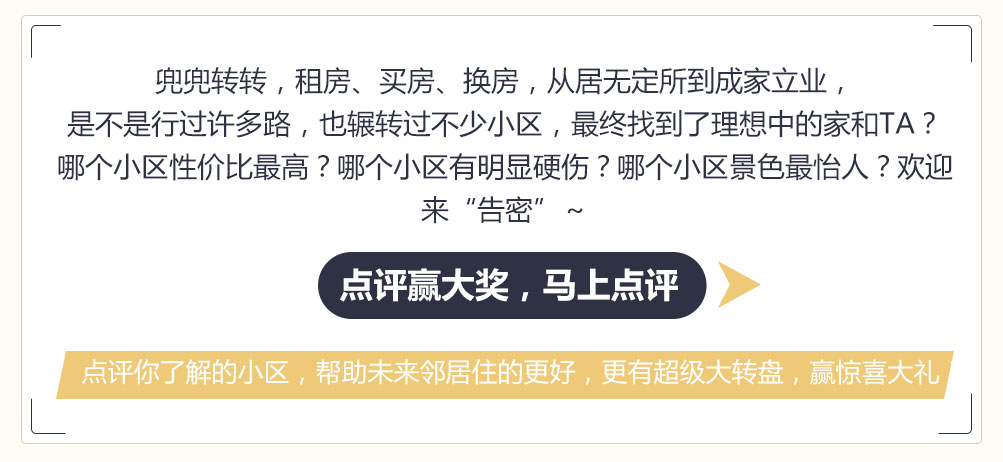 兜兜转转，租房、买房、换房，从居无定所到成家立业，
是不是行过许多路，也辗转过不少小区，最终找到了理想中的家和TA？
哪个小区性价比最高？哪个小区有明显硬伤？哪个小区景色最怡人？欢迎
来“告密”~
点评赢大奖，马上点评
点评你了解的小区，帮助未来邻居住的更好，更有超级大转盘，赢惊喜大礼